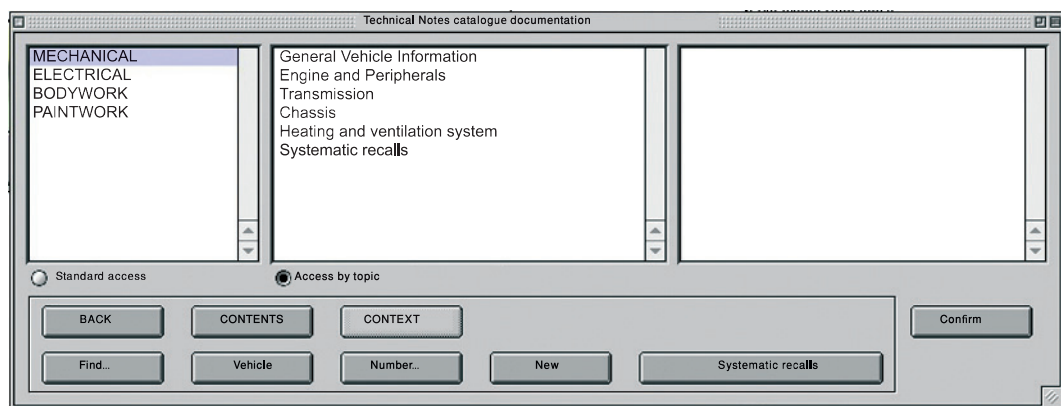 Technical Notes catalogue documentation
MECHANICAL
ELECTRICAL
BODYWORK
PAINTWORK
General Vehicle Information
Engine and Peripherals
Transmission
Chassis
Heating and ventilation system
Systematic recalls
Standard access
Access by topic
BACK
CONTENTS
CONTEXT
Confirm
Find...
Vehicle
Number...
New
Systematic recalls